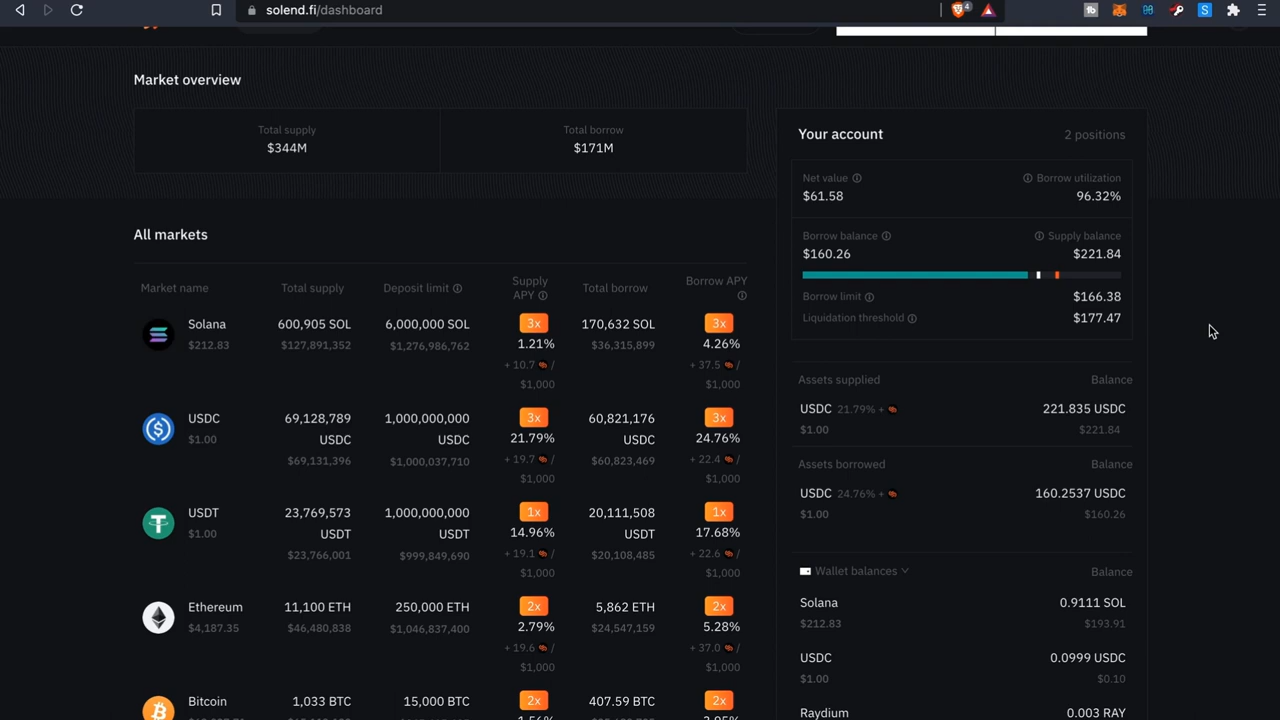 solend.fi/dashboard
4
S
Market overview
Total supply
$344M
Total borrow
$171M
All markets
Market name Total supply Deposit limit Supply APY Total borrow Borrow APY
Solana 600,905 SOL 6,000,000 SOL 3x 170,632 SOL 3x
$212.83 $127,891,352 $1,276,986,762 1.21% $36,315,899 4.26%
+ 10.7 / + 37.5 /
$1,000 $1,000
USDC 69,128,789 1,000,000,000 3x 60,821,176 3x
$1.00 USDC USDC 21.79% USDC 24.76%
$69,131,396 $1,000,037,710 + 19.7 / $60,823,469 + 22.4 /
$1,000 $1,000
USDT 23,769,573 1,000,000,000 1x 20,111,508 1x
$1.00 USDT USDT 14.96% USDT 17.68%
$23,766,001 $999,849,690 + 19.1 / $20,108,485 + 22.6 /
$1,000 $1,000
Ethereum 11,100 ETH 250,000 ETH 2x 5,862 ETH 2x
$4,187.35 $46,480,838 $1,046,837,400 2.79% $24,547,159 5.28%
+ 19.6 / + 37.0 /
$1,000 $1,000
Bitcoin 1,033 BTC 15,000 BTC 2x 407.59 BTC 2x
Your account 2 positions
Net value Borrow utilization
$61.58 96.32%
Borrow balance Supply balance
$160.26 $221.84
Borrow limit $166.38
Liquidation threshold $177.47
Assets supplied Balance
USDC 21.79% + 221.835 USDC
$1.00 $221.84
Assets borrowed Balance
USDC 24.76% + 160.2537 USDC
$1.00 $160.26
Wallet balances Balance
Solana 0.9111 SOL
$212.83 $193.91
USDC 0.0999 USDC
$1.00 $0.10
Raydium 0.003 RAY